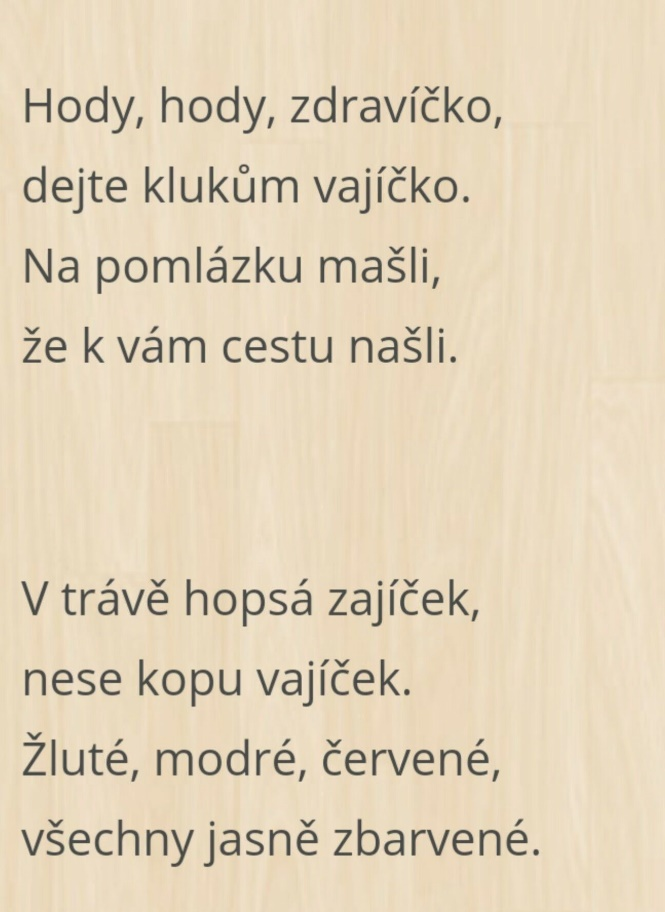 Hody, hody, zdravíčko,
dejte klukům vajíčko.
Na pomlázku mašli,
že k vám cestu našli.
V trávě hopsá zajíček,
nese kopu vajíček.
Žluté, modré, červené,
všechny jasně zbarvené.